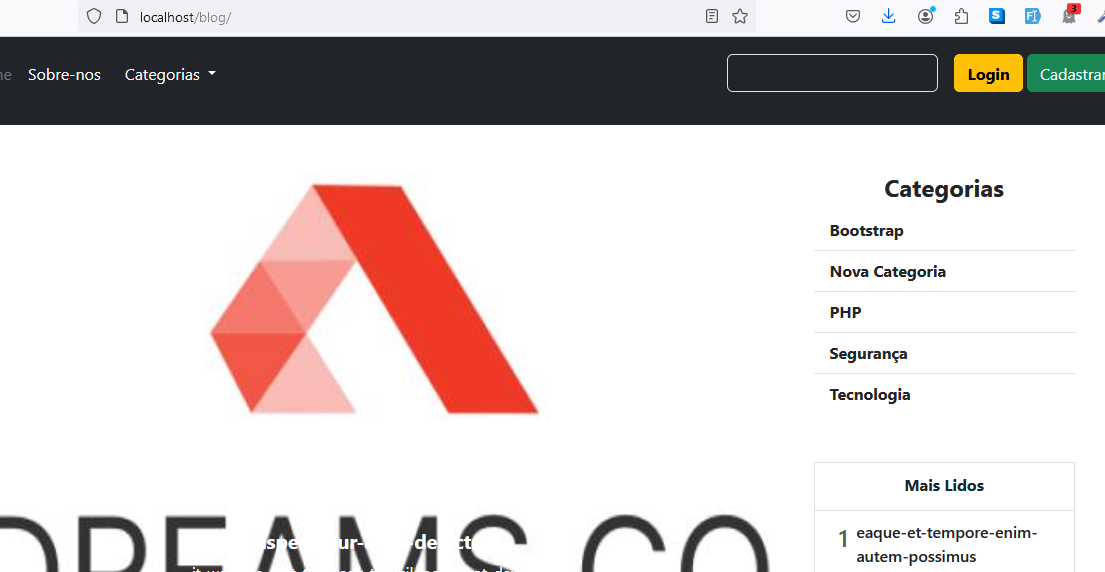 localhost/blog/
3
Sobre-nos Categorias Login Cadastrar
Categorias
Bootstrap
Nova Categoria
PHP
Segurança
Tecnologia
DREAMS CO
Mais Lidos
1 eaque-et-tempore-enim-
autem-possimus